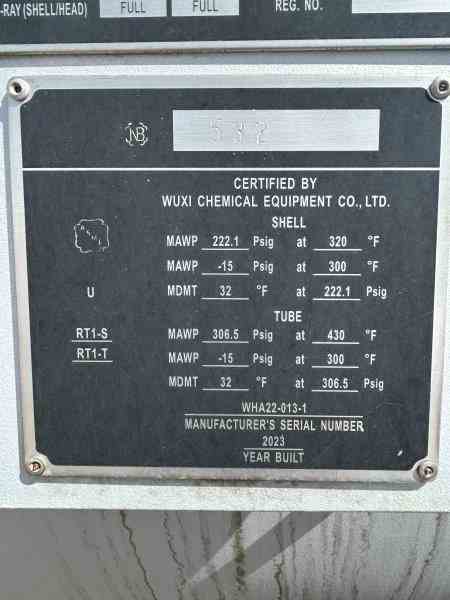 -RAY (SHELL/HEAD) FULL FULL REG. NO.
NB 532
CERTIFIED BY
WUXI CHEMICAL EQUIPMENT CO., LTD.
SHELL
MAWP 222.1 Psig at 320 °F
MAWP -15 Psig at 300 °F
U MDMT 32 °F at 222.1 Psig
TUBE
RT1-S MAWP 306.5 Psig at 430 °F
RT1-T MAWP -15 Psig at 300 °F
MDMT 32 °F at 306.5 Psig
WHA22-013-1
MANUFACTURER'S SERIAL NUMBER
2023
YEAR BUILT